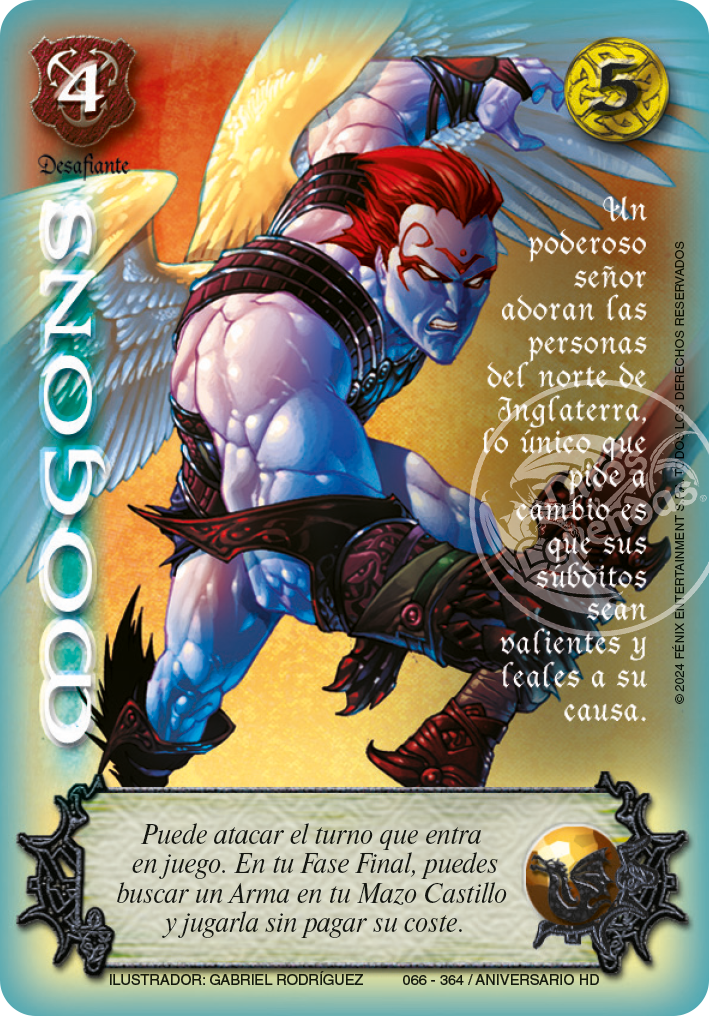 4
5
Desafiante
MOGONS
Un
poderoso
señor
adoran las
personas
del norte de
Inglaterra,
lo único que
pide a
cambio es
que sus
subditos
sean
valientes y
leales a su
causa.
© 2024 FÉNIX ENTERTAINMENT S.P.A. TODOS LOS DERECHOS RESERVADOS
Puede atacar el turno que entra
en juego. En tu Fase Final, puedes
buscar un Arma en tu Mazo Castillo
y jugarla sin pagar su coste.
ILUSTRADOR: GABRIEL RODRÍGUEZ 066 - 364 / ANIVERSARIO HD